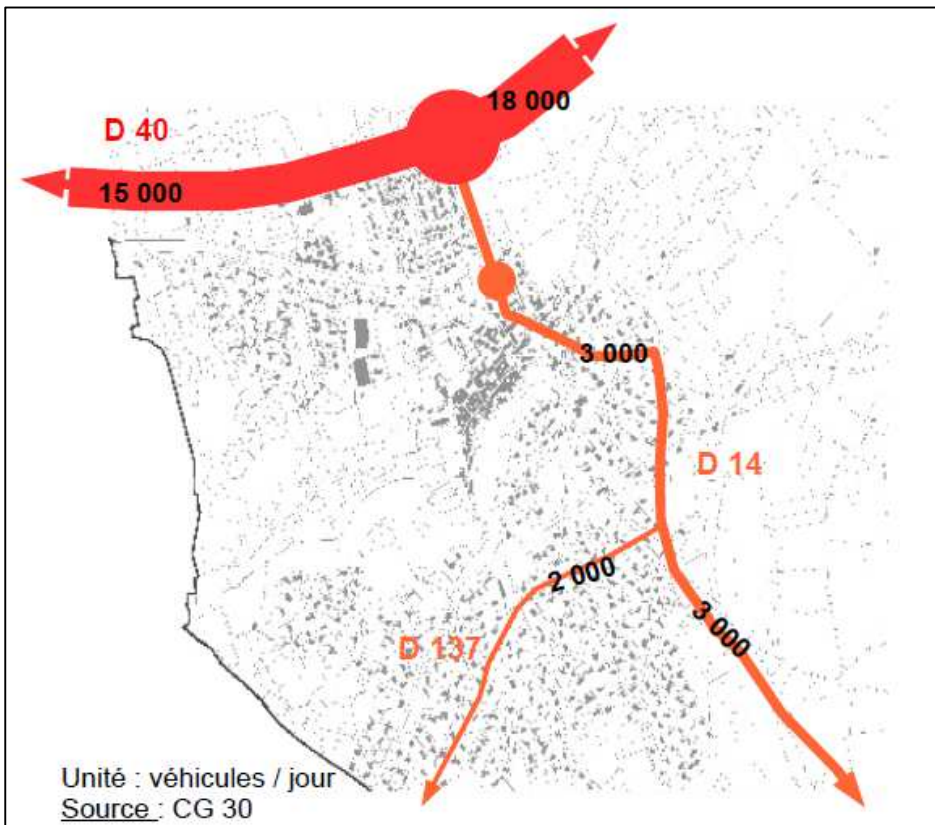 18 000
D 40
15 000
3 000
D 14
2 000
3 000
D 137
Unité : véhicules / jour
Source : CG 30